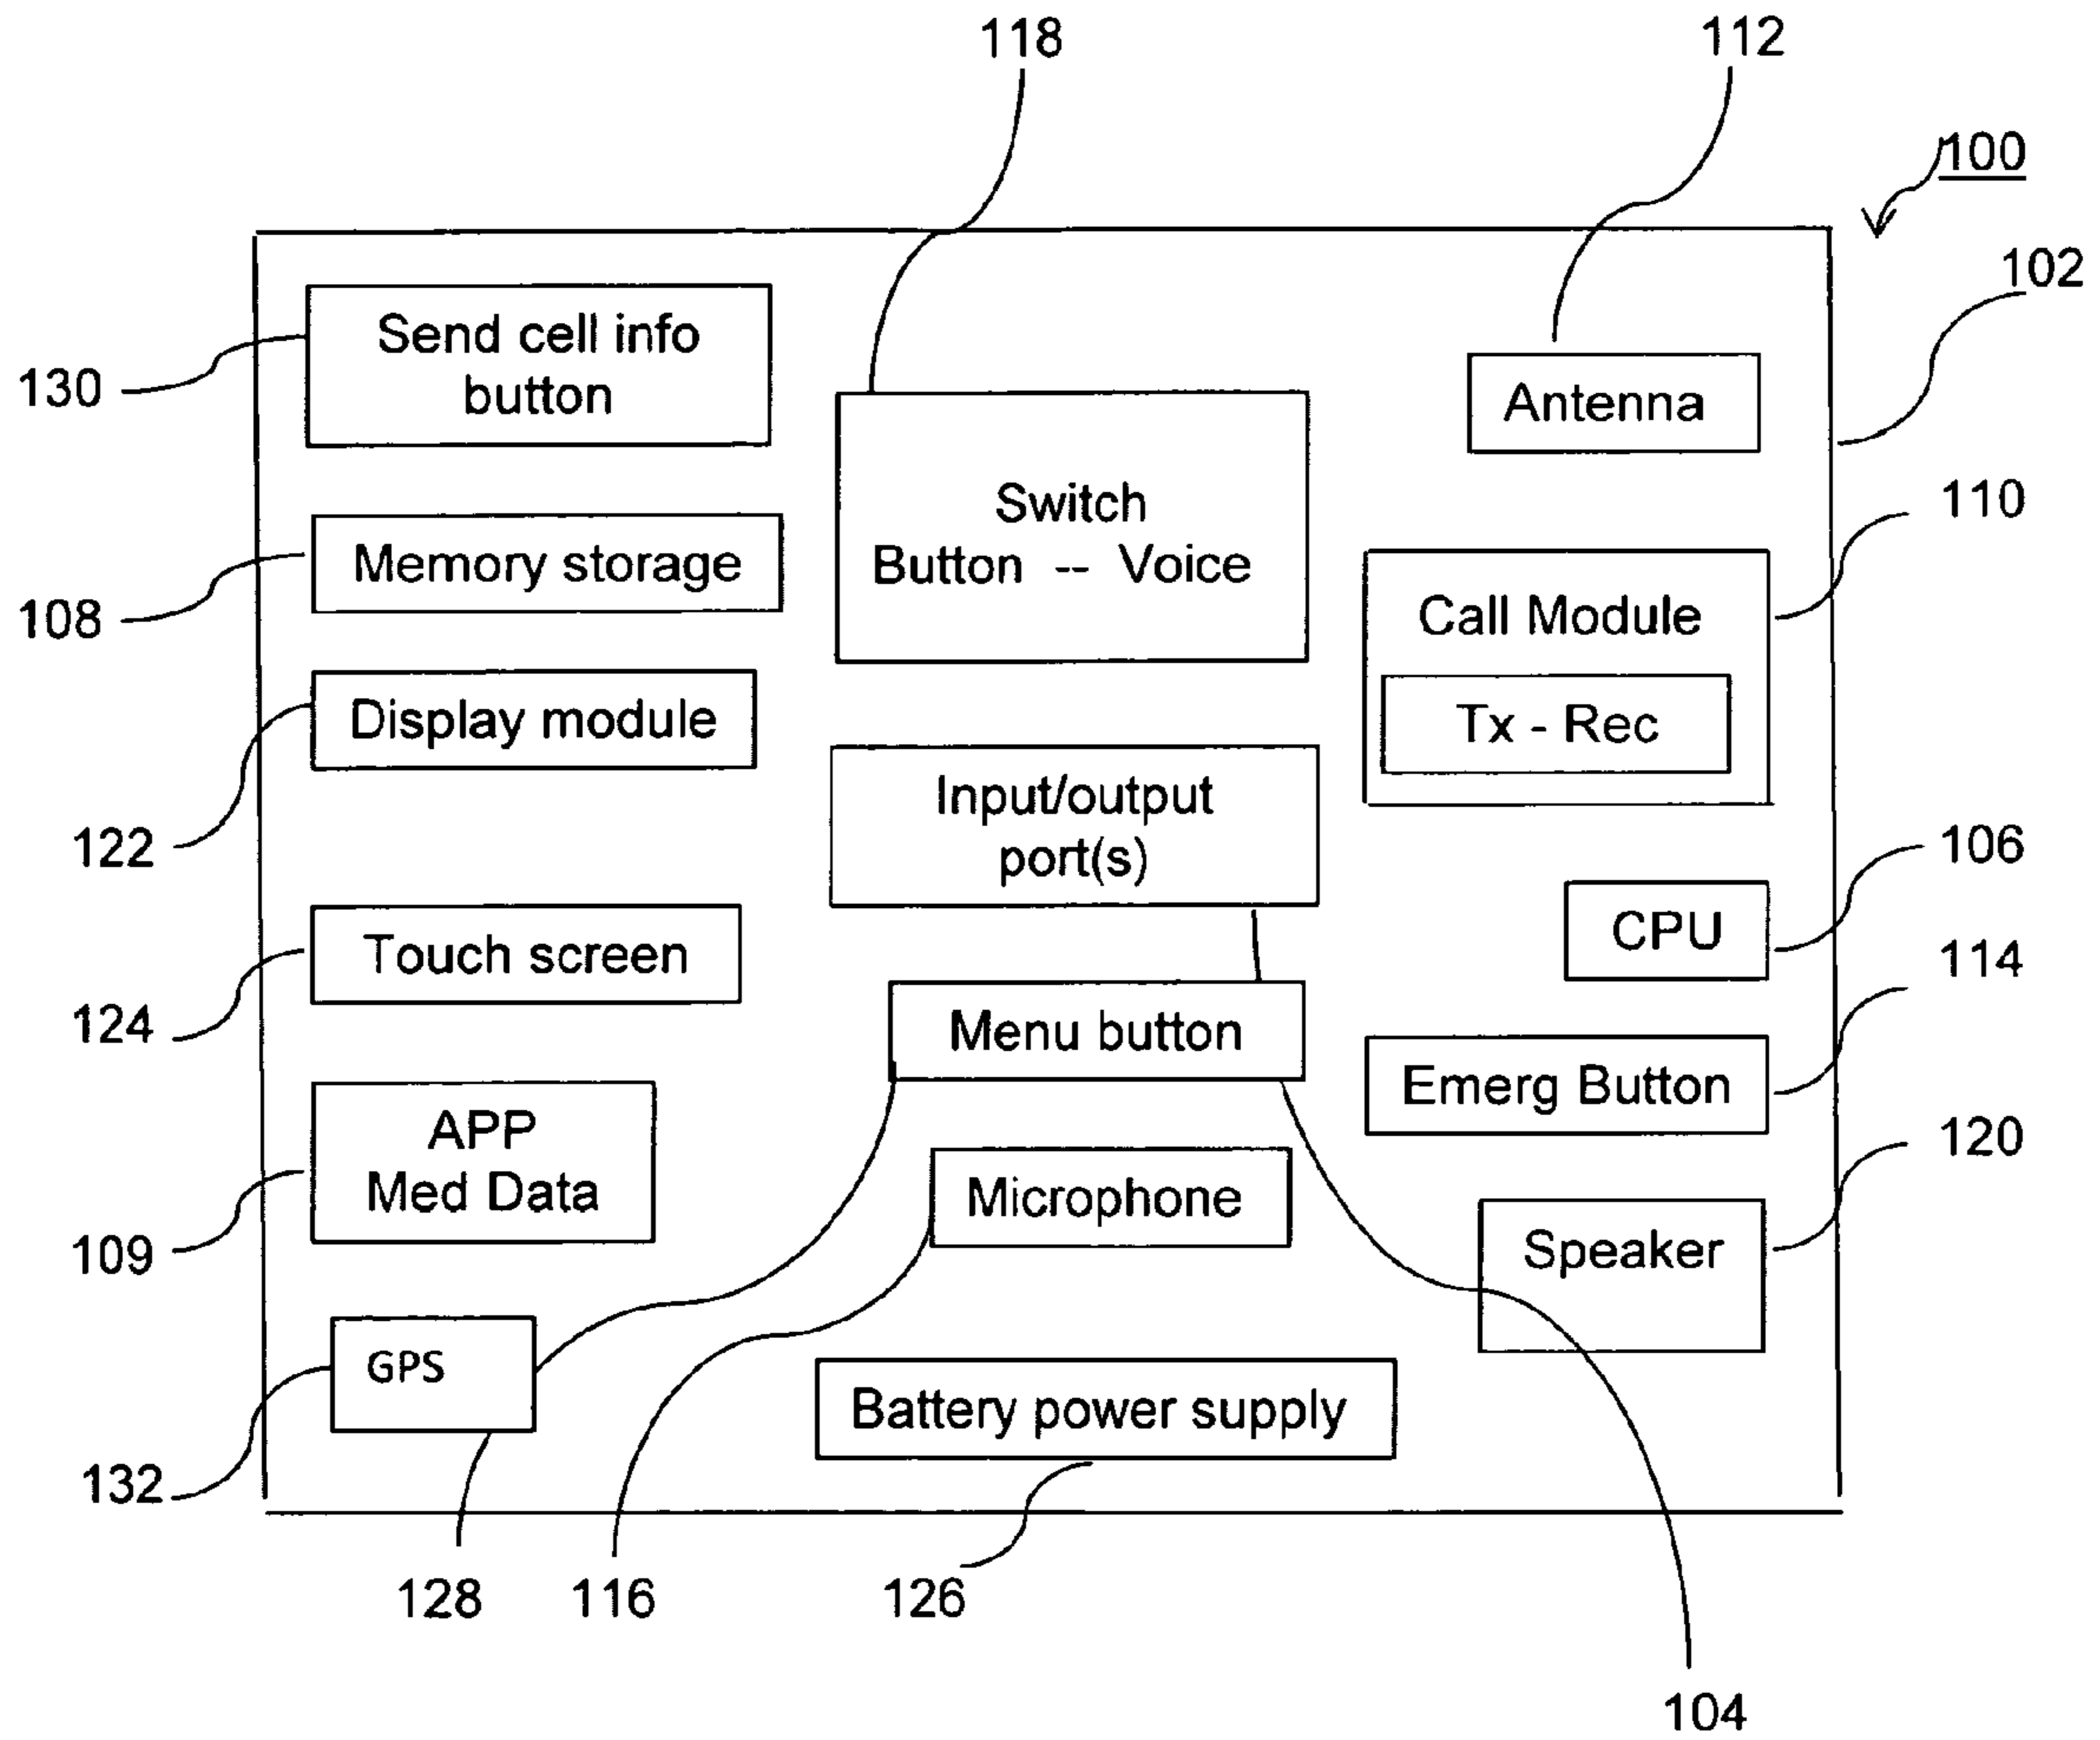 118
112
100
102
Send cell info
button
130
Antenna
Switch
Button -- Voice
110
Memory storage
108
Call Module
Tx - Rec
Display module
122
Input/output
port(s)
106
CPU
114
Touch screen
124
Menu button
Emerg Button
120
APP
Med Data
109
Microphone
Speaker
GPS
132
Battery power supply
128
116
126
104